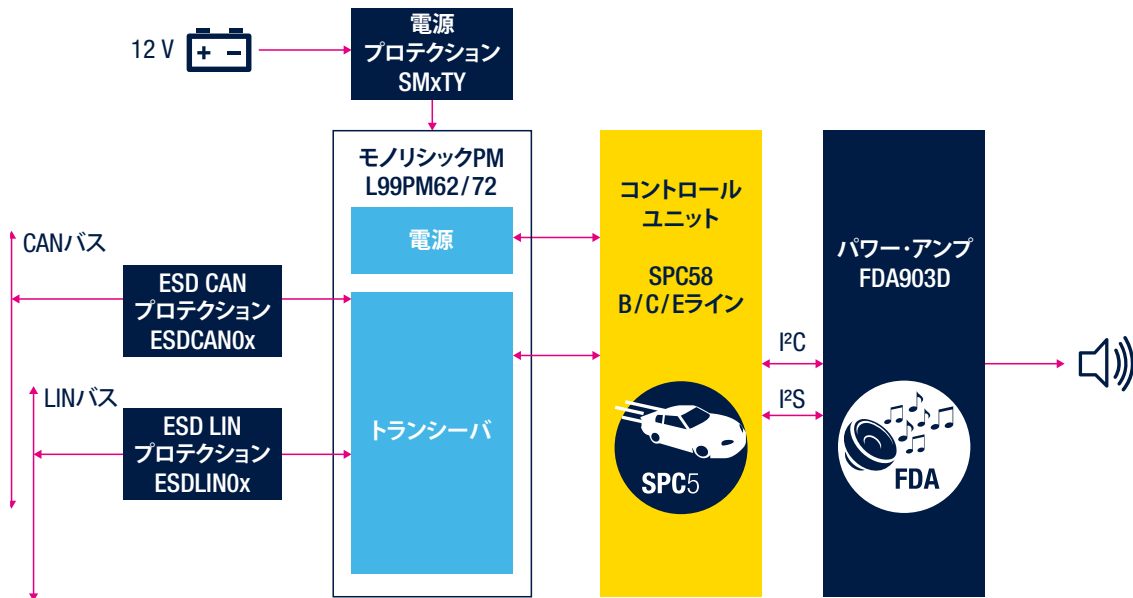 12 V
電源
プロテクション
SMxTY
モノリシックPM
L99PM62/72
電源
トランシーバ
CANバス
ESD CAN
プロテクション
ESDCAN0x
LINバス
ESD LIN
プロテクション
ESDLIN0x
コントロール
ユニット
SPC58
B/C/Eライン
SPC5
I²C
I²S
パワー・アンプ
FDA903D
FDA